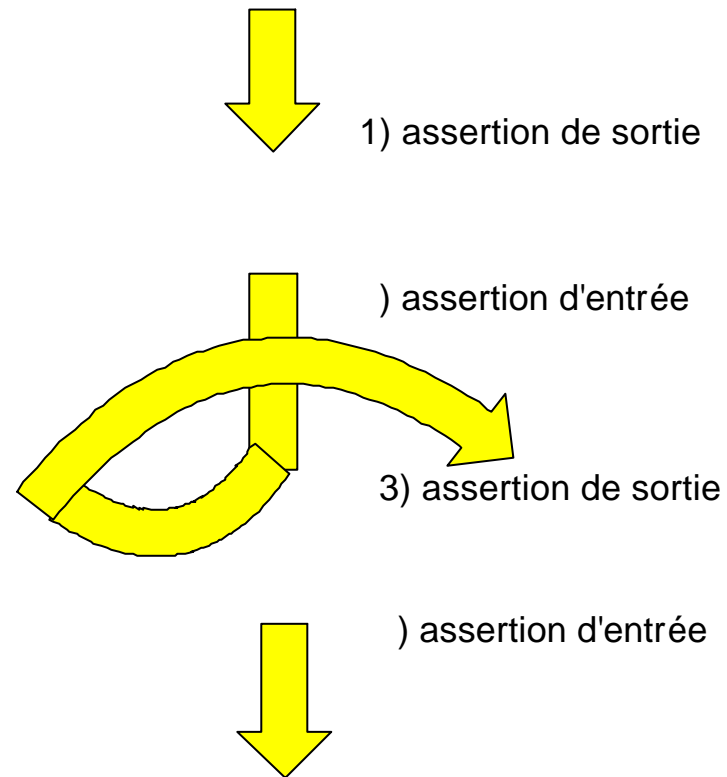 1) assertion de sortie
) assertion d'entrée
3) assertion de sortie
) assertion d'entrée